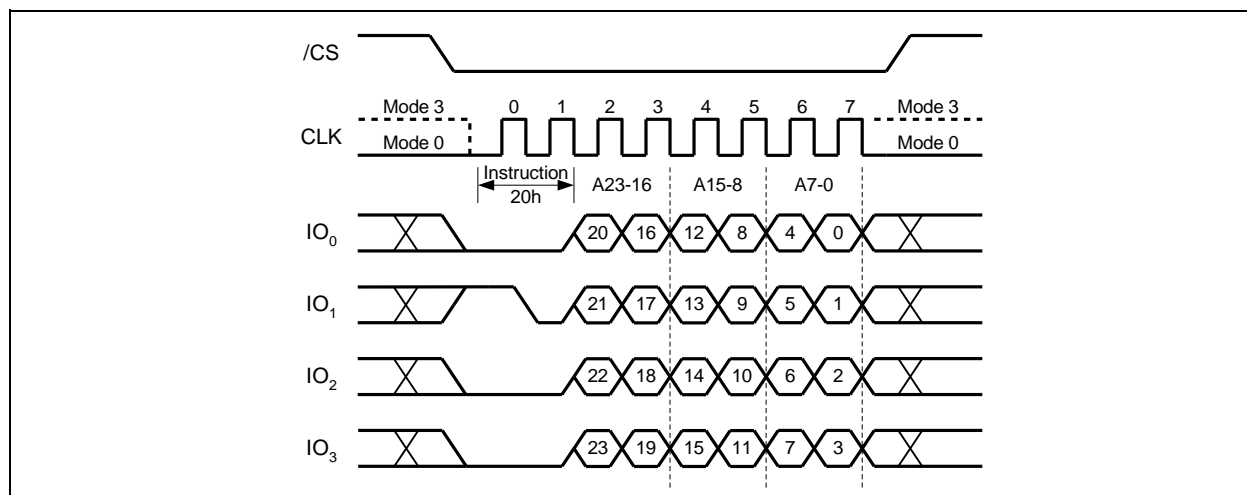 /CS
Mode 3 0 1 2 3 4 5 6 7 Mode 3
CLK
Mode 0 Mode 0
Instruction
20h
A23-16 A15-8 A7-0
IO0 20 16 12 8 4 0
IO1 21 17 13 9 5 1
IO2 22 18 14 10 6 2
IO3 23 19 15 11 7 3